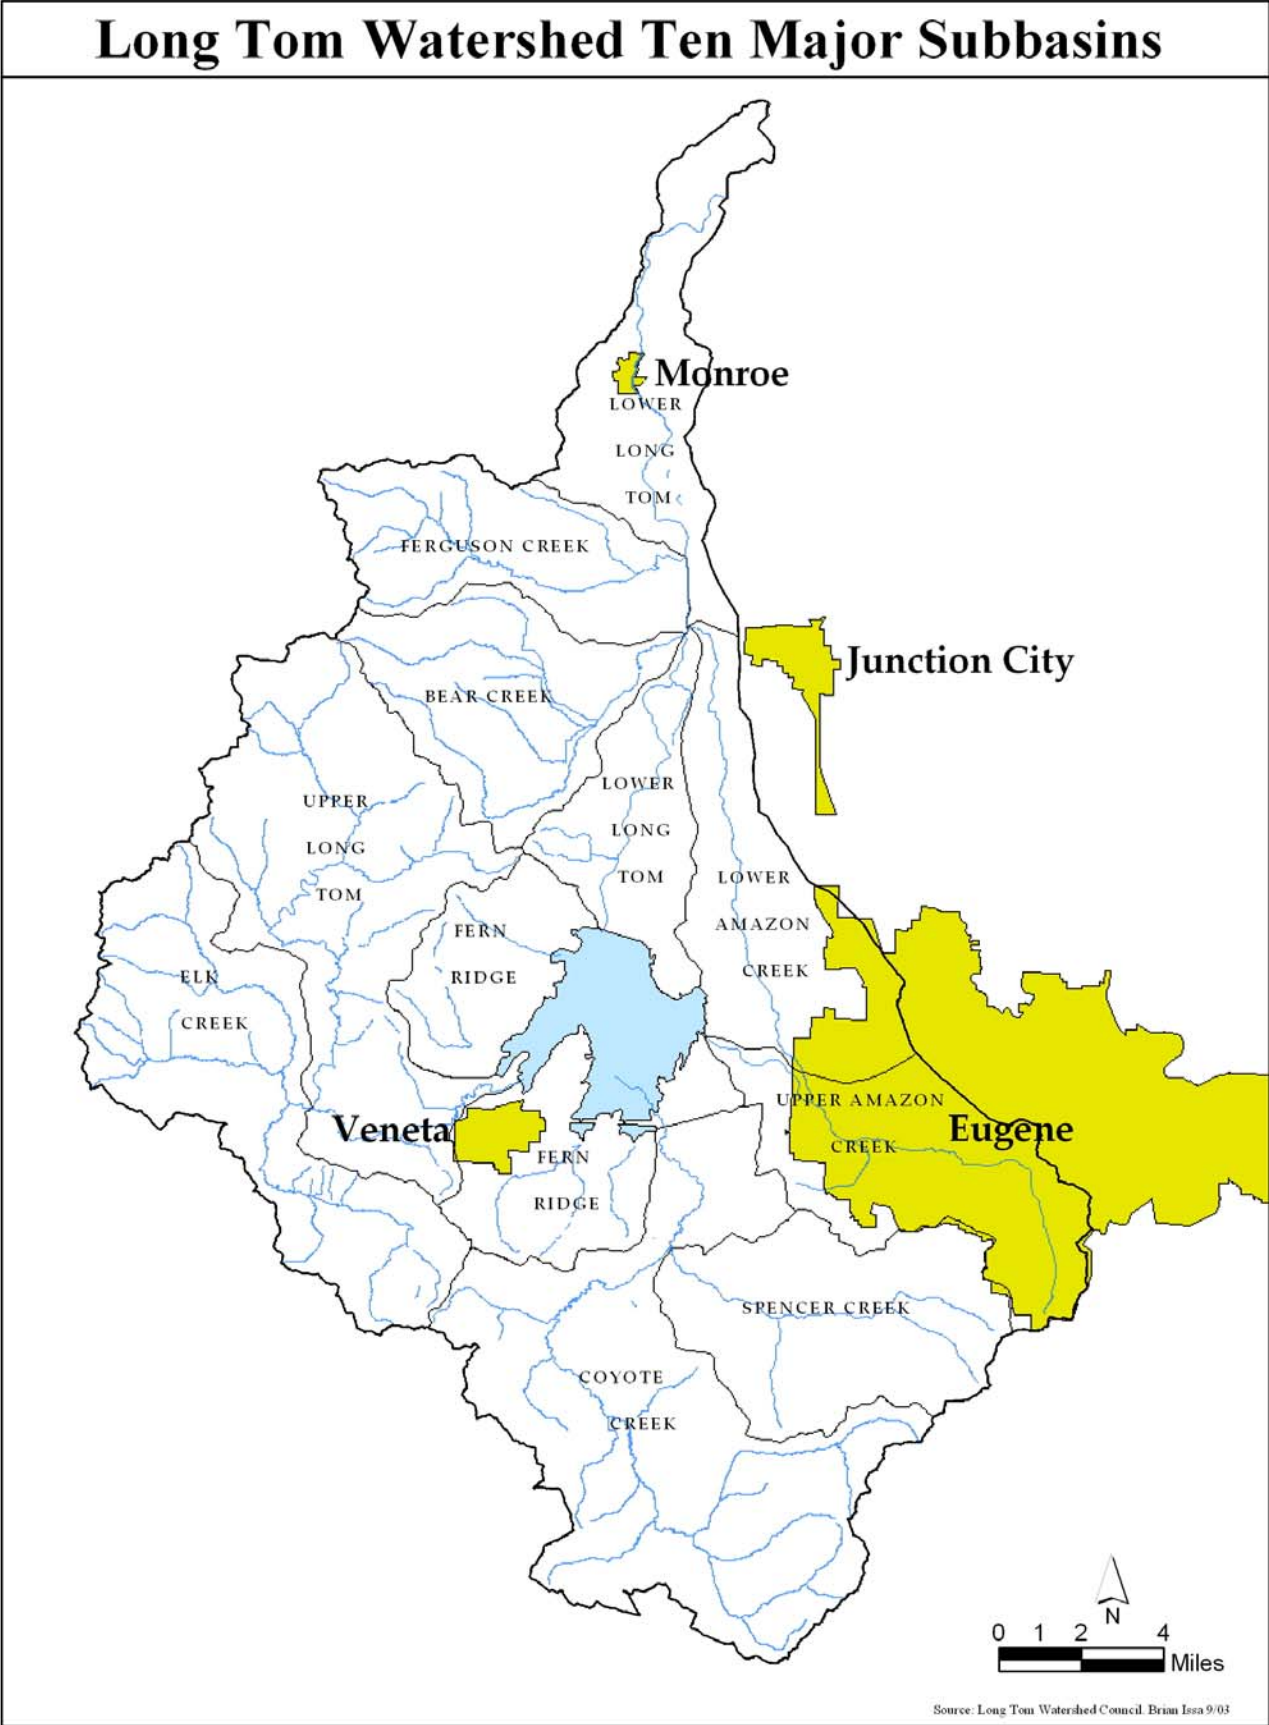 Long Tom Watershed Ten Major Subbasins
Monroe
LOWER
LONG
TOM
FERGUSON CREEK
Junction City
BEAR CREEK
LOWER
LONG
TOM
UPPER
LONG
TOM
LOWER
AMAZON
CREEK
FERN
RIDGE
ELK
CREEK
UPPER AMAZON
CREEK
Eugene
Veneta
FERN
RIDGE
SPENCER CREEK
COYOTE
CREEK
N
0 1 2 4
Miles
Source: Long Tom Watershed Council. Brian Issa 9/03